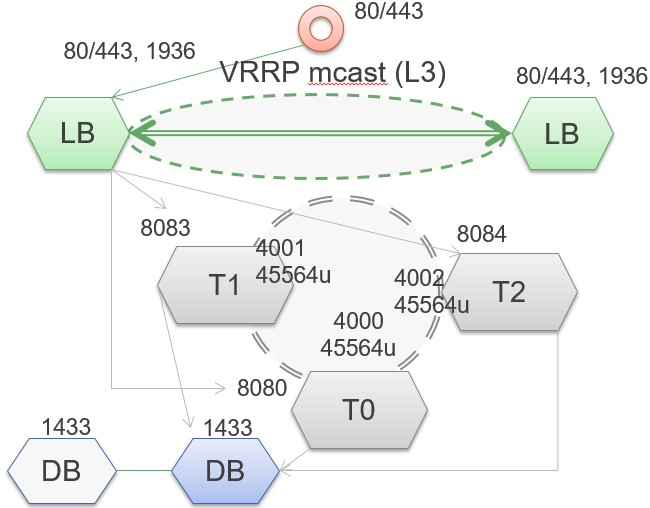 80/443
80/443, 1936
VRRP mcast (L3)
80/443, 1936
LB
LB
8083
8084
T1
4001
45564u
4002
45564u
T2
4000
45564u
8080
T0
1433
1433
DB
DB